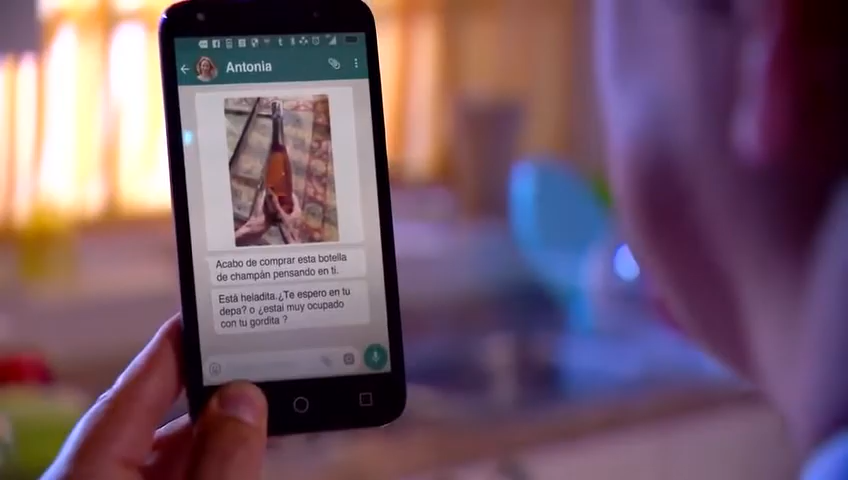 Antonia
Acabo de comprar esta botella
de champán pensando en ti.
Está heladita.¿Te espero en tu
depa? o ¿estai muy ocupado
con tu gordita ?